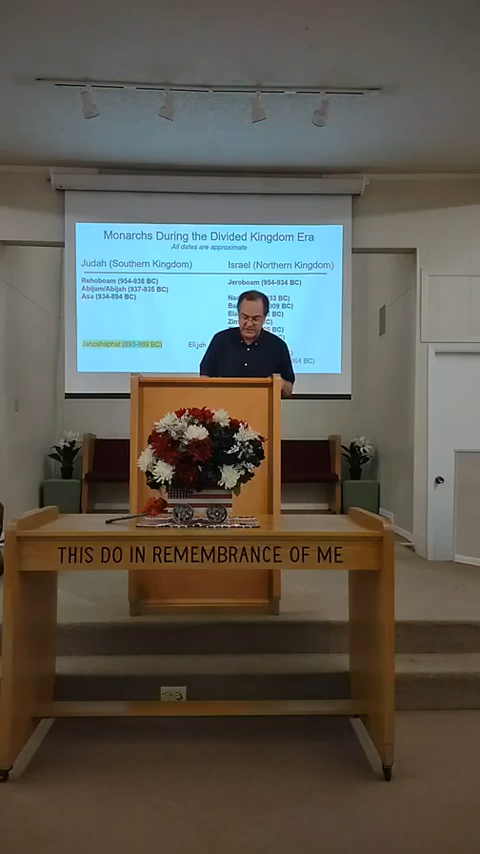 Monarchs During the Divided Kingdom Era
All dates are approximate
Judah (Southern Kingdom)
Israel (Northern Kingdom)
Rehoboam (954-938 BC)
Abijam/Abijah (937-935 BC)
Asa (934-894 BC)
Jehoshaphat (893-869 BC)
Elijah
Jeroboam (954-934 BC)
BC)
THIS DO IN REMEMBRANCE OF ME